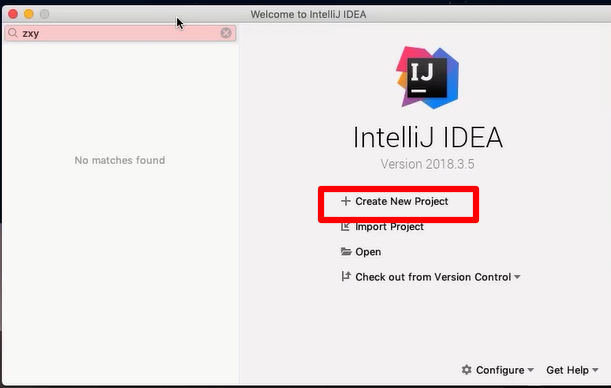 Welcome to IntelliJ IDEA
zxy
No matches found
IJ
IntelliJ IDEA
Version 2018.3.5
Create New Project
Import Project
Open
Check out from Version Control
Configure
Get Help